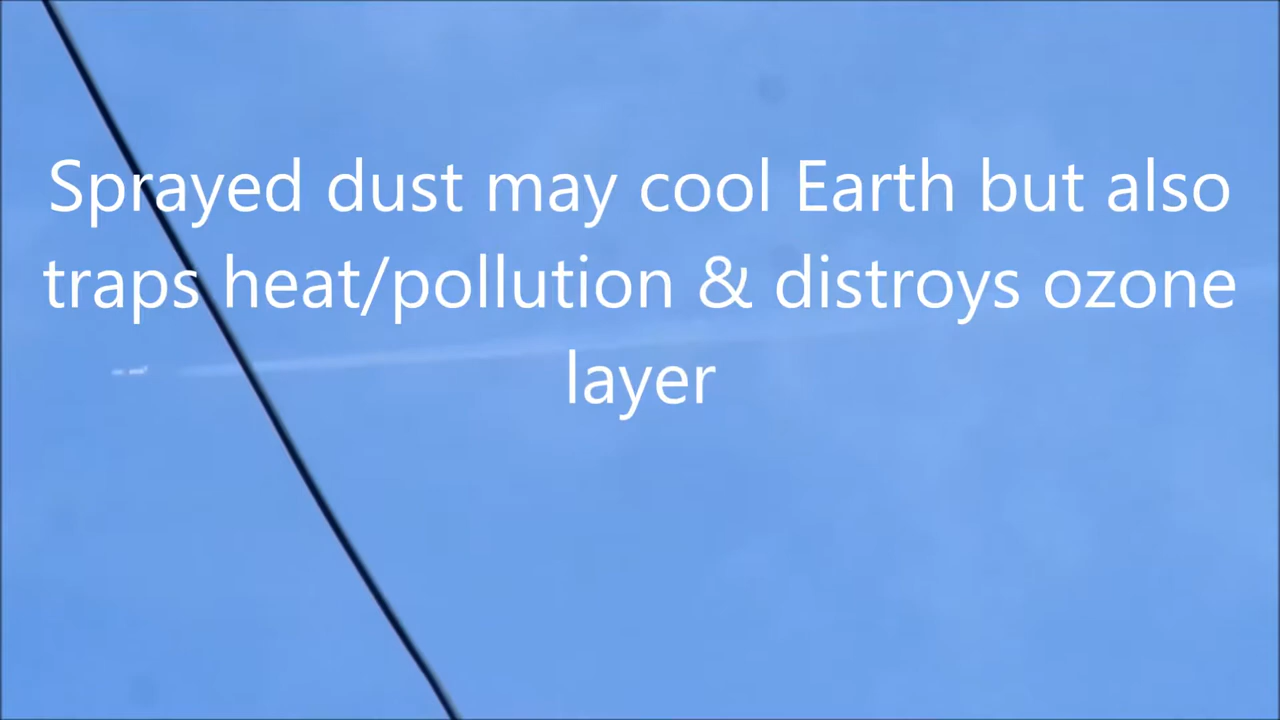 Sprayed dust may cool Earth but also
traps heat/pollution & distroys ozone
layer